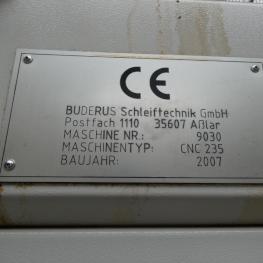 CE
BUDERUS Schleiftechnik GmbH
Postfach 1110 35607 Aßlar
MASCHINE NR.: 9030
MASCHINENTYP: CNC 235
BAUJAHR: 2007